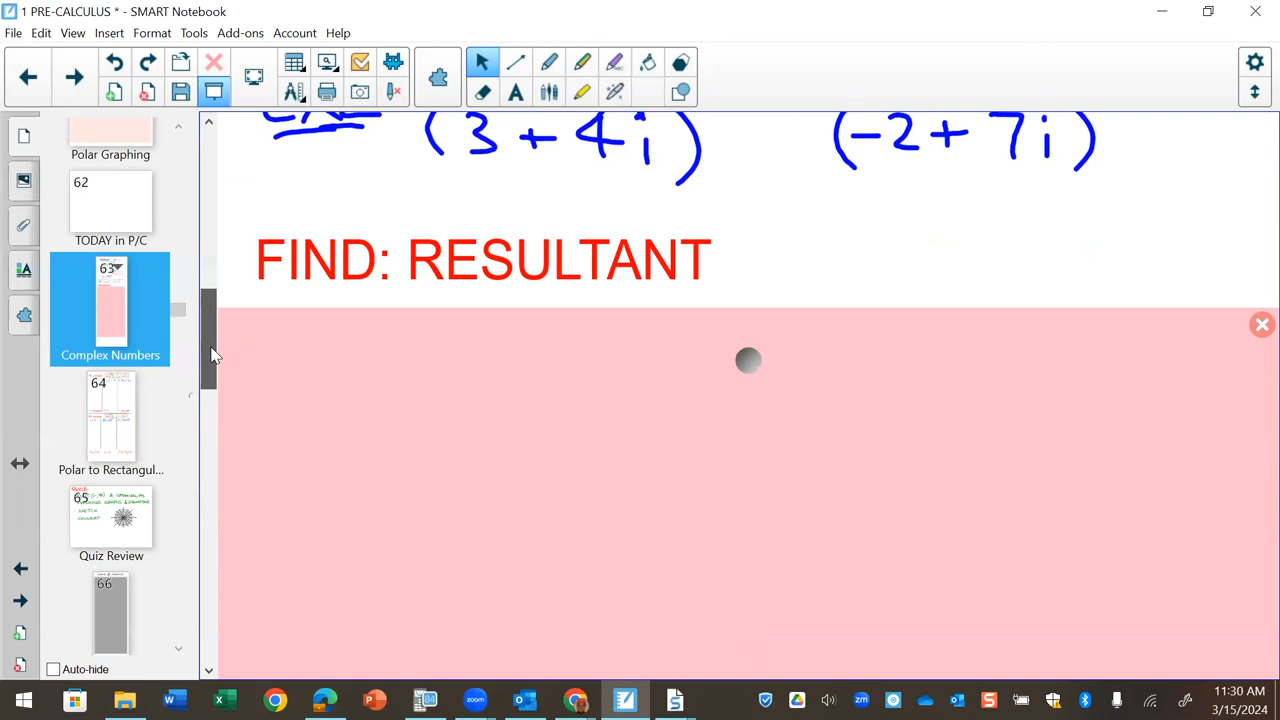 1 PRE-CALCULUS * - SMART Notebook
File Edit View Insert Format Tools Add-ons Account Help
(3 + 4i) (-2 + 7i)
FIND: RESULTANT
Polar Graphing
62
TODAY in P/C
63
Complex Numbers
64
Polar to Rectangul...
65
Quiz Review
66
Auto-hide
11:30 AM
3/15/2024